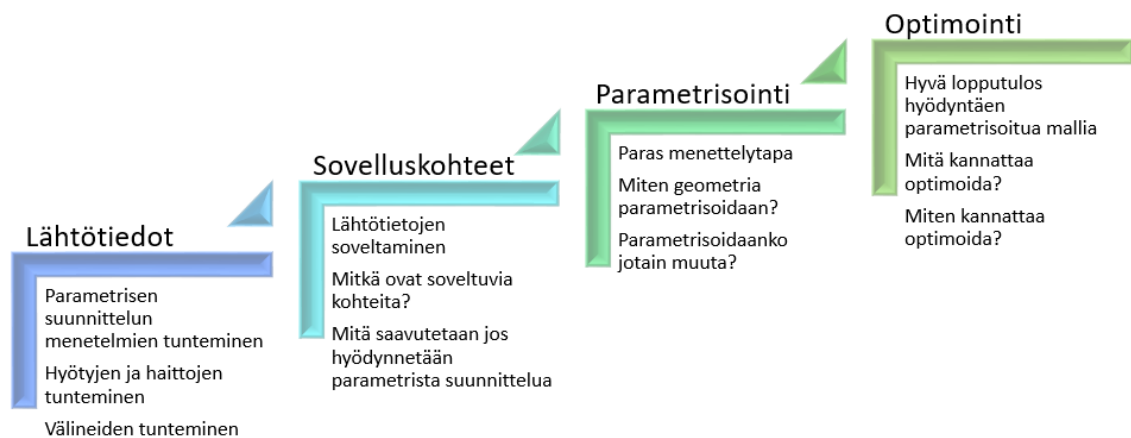 Lähtötiedot
Parametrisen
suunnittelun
menetelmien tunteminen
Hyötyjen ja haittojen
tunteminen
Välineiden tunteminen
Sovelluskohteet
Lähtötietojen
soveltaminen
Mitkä ovat soveltuvia
kohteita?
Mitä saavutetaan jos
hyödynnetään
parametrista suunnittelua
Parametrisointi
Paras menettelytapa
Miten geometria
parametrisoidaan?
Parametrisoidaanko
jotain muuta?
Optimointi
Hyvä lopputulos
hyödyntäen
parametrisoitua mallia
Mitä kannattaa
optimoida?
Miten kannattaa
optimoida?